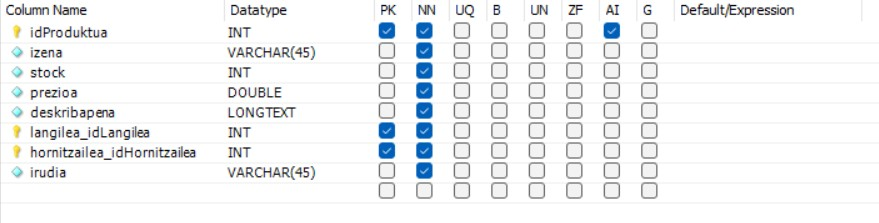 Column Name Datatype PK NN UQ B UN ZF AI G Default/Expression
idProduktua INT
izena VARCHAR(45)
stock INT
prezioa DOUBLE
deskribapena LONGTEXT
langilea_idLangilea INT
hornitzailea_idHornitzailea INT
irudia VARCHAR(45)